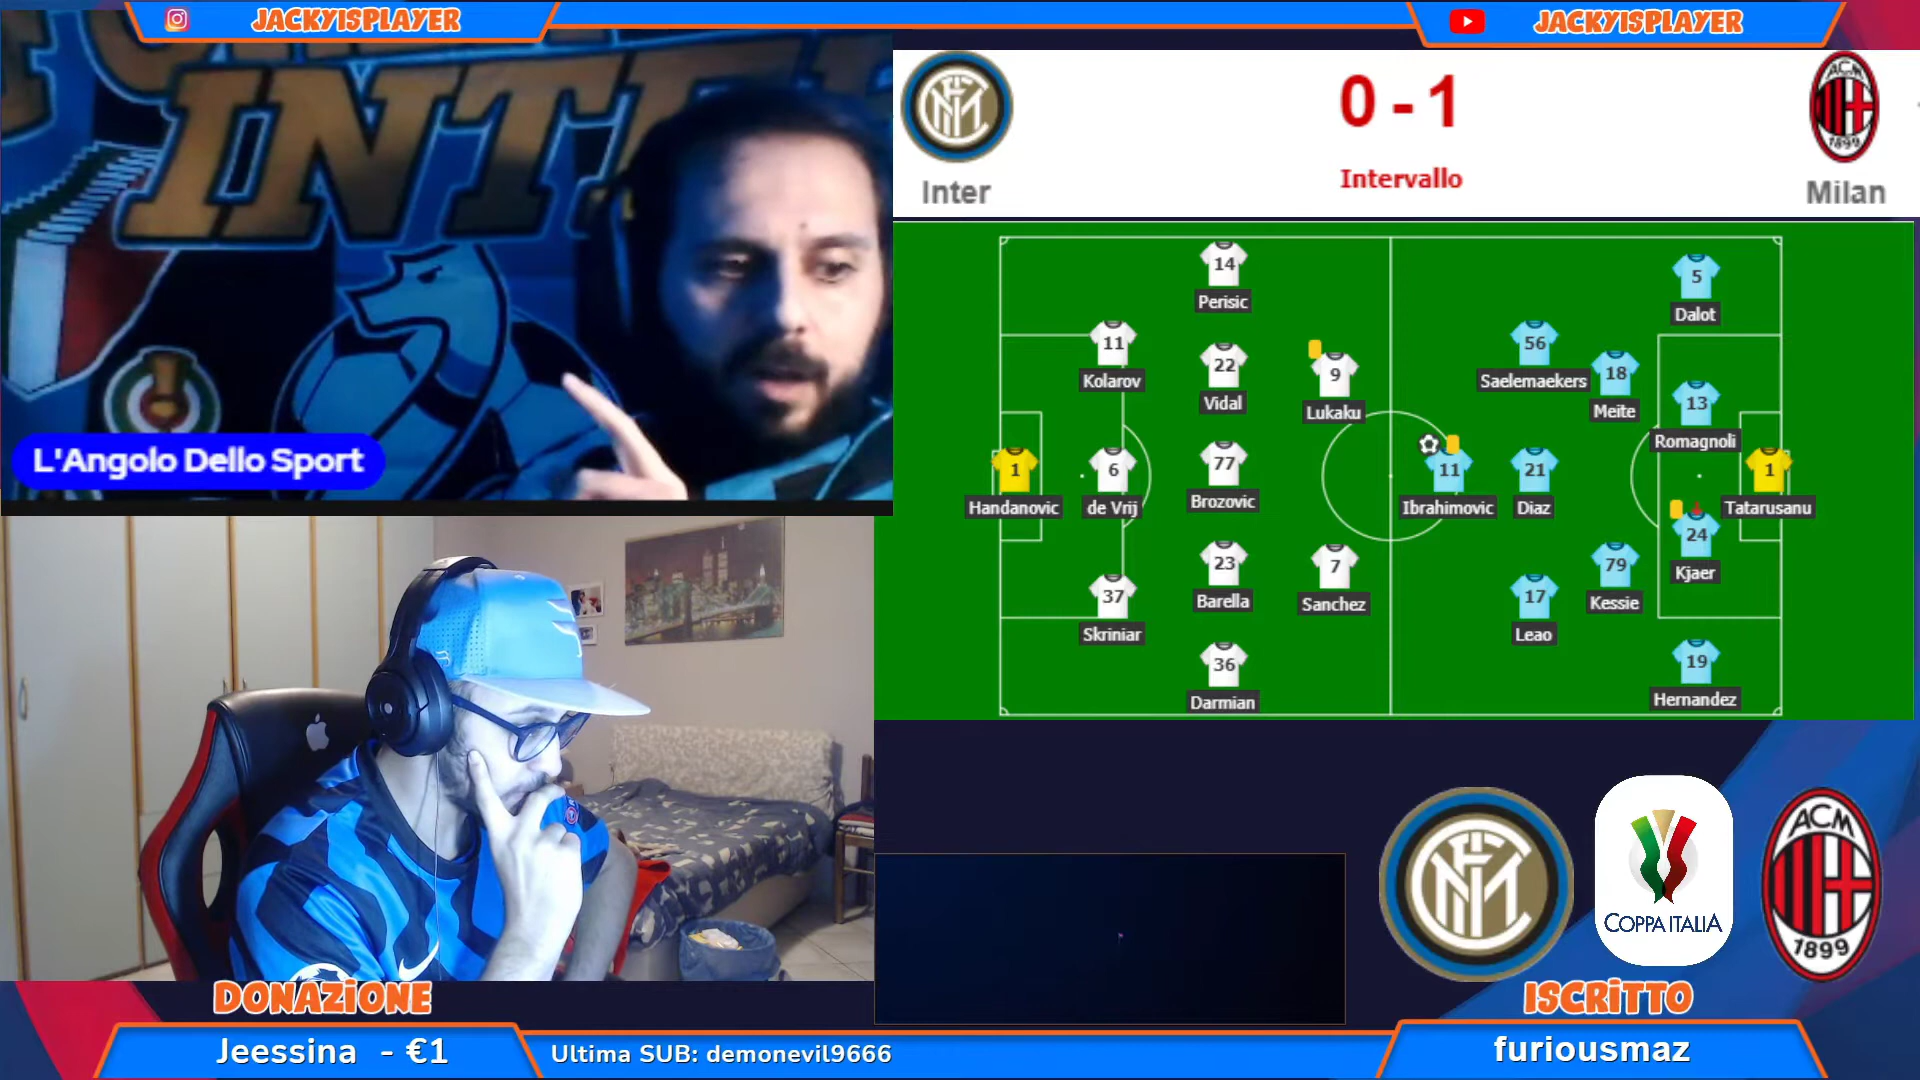 JACKYISPLAYER
JACKYISPLAYER
INTE
L'Angolo Dello Sport
0 - 1
Intervallo
Inter
Milan
ACM
1899
14
Perisic
11
Kolarov
22
Vidal
9
Lukaku
1
Handanovic
6
de Vrij
77
Brozovic
37
Skriniar
23
Barella
7
Sanchez
36
Darmian
5
Dalot
56
Saelemaekers
18
Meite
13
Romagnoli
11
Ibrahimovic
21
Diaz
1
Tatarusanu
24
Kjaer
79
Kessie
17
Leao
19
Hernandez
COPPA ITALIA
ACM
1899
DONAZiONE
Jeessina - €1
Ultima SUB: demonevil9666
ISCRiTTO
furiousmaz